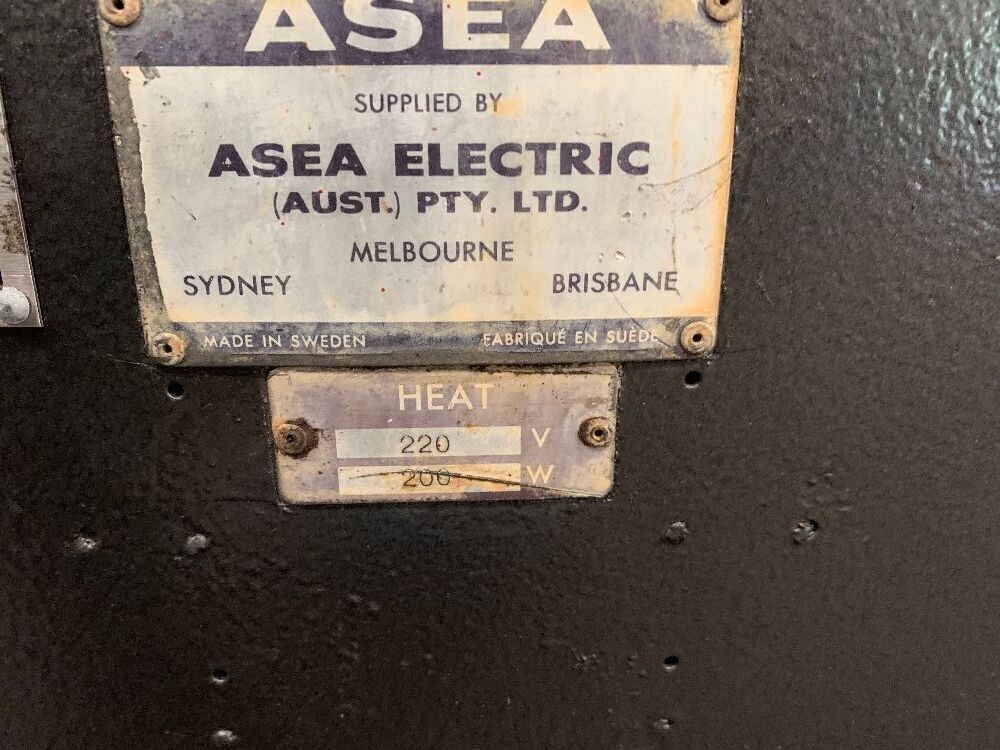 ASEA
SUPPLIED BY
ASEA ELECTRIC
(AUST.) PTY. LTD.
MELBOURNE
SYDNEY BRISBANE
MADE IN SWEDEN FABRIQUÉ EN SUÈDE
HEAT
220 V
200 W